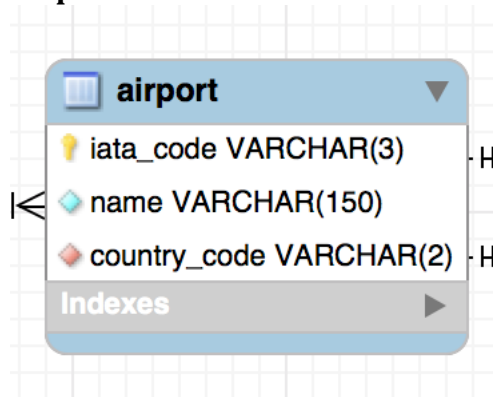 airport
iata_code VARCHAR(3)
name VARCHAR(150)
country_code VARCHAR(2)
Indexes